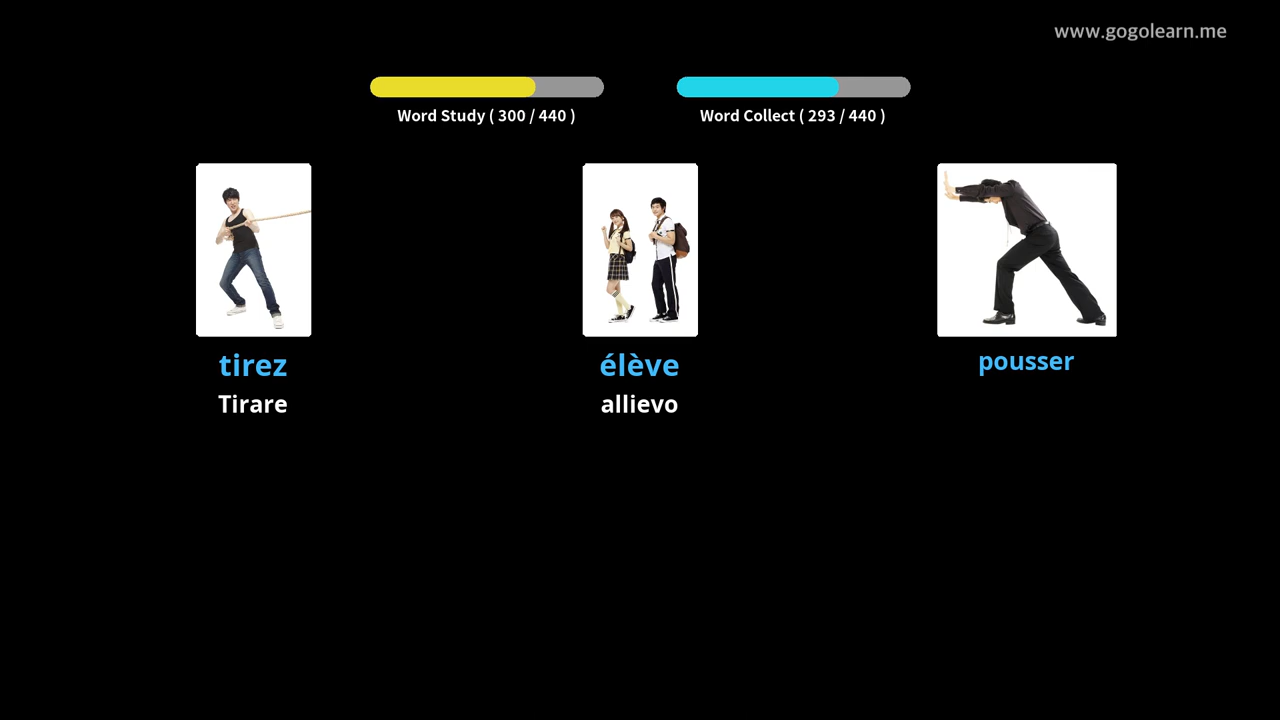 www.gogolearn.me
Word Study ( 300 / 440 )
Word Collect ( 293 / 440 )
tirez
Tirare
élève
allievo
pousser